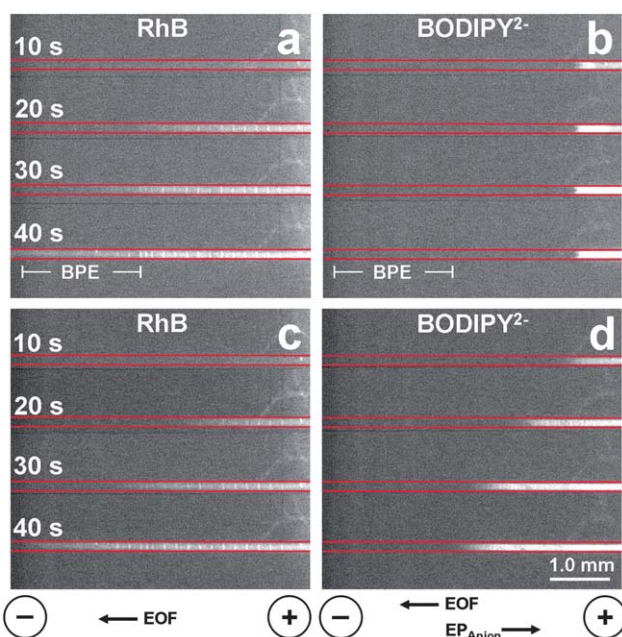 RhB
a
10 s
20 s
30 s
40 s
BPE
BODIPY²⁻
b
BPE
RhB
c
10 s
20 s
30 s
40 s
BODIPY²⁻
d
1.0 mm
− ← EOF +
− ← EOF +
EP_Anion →